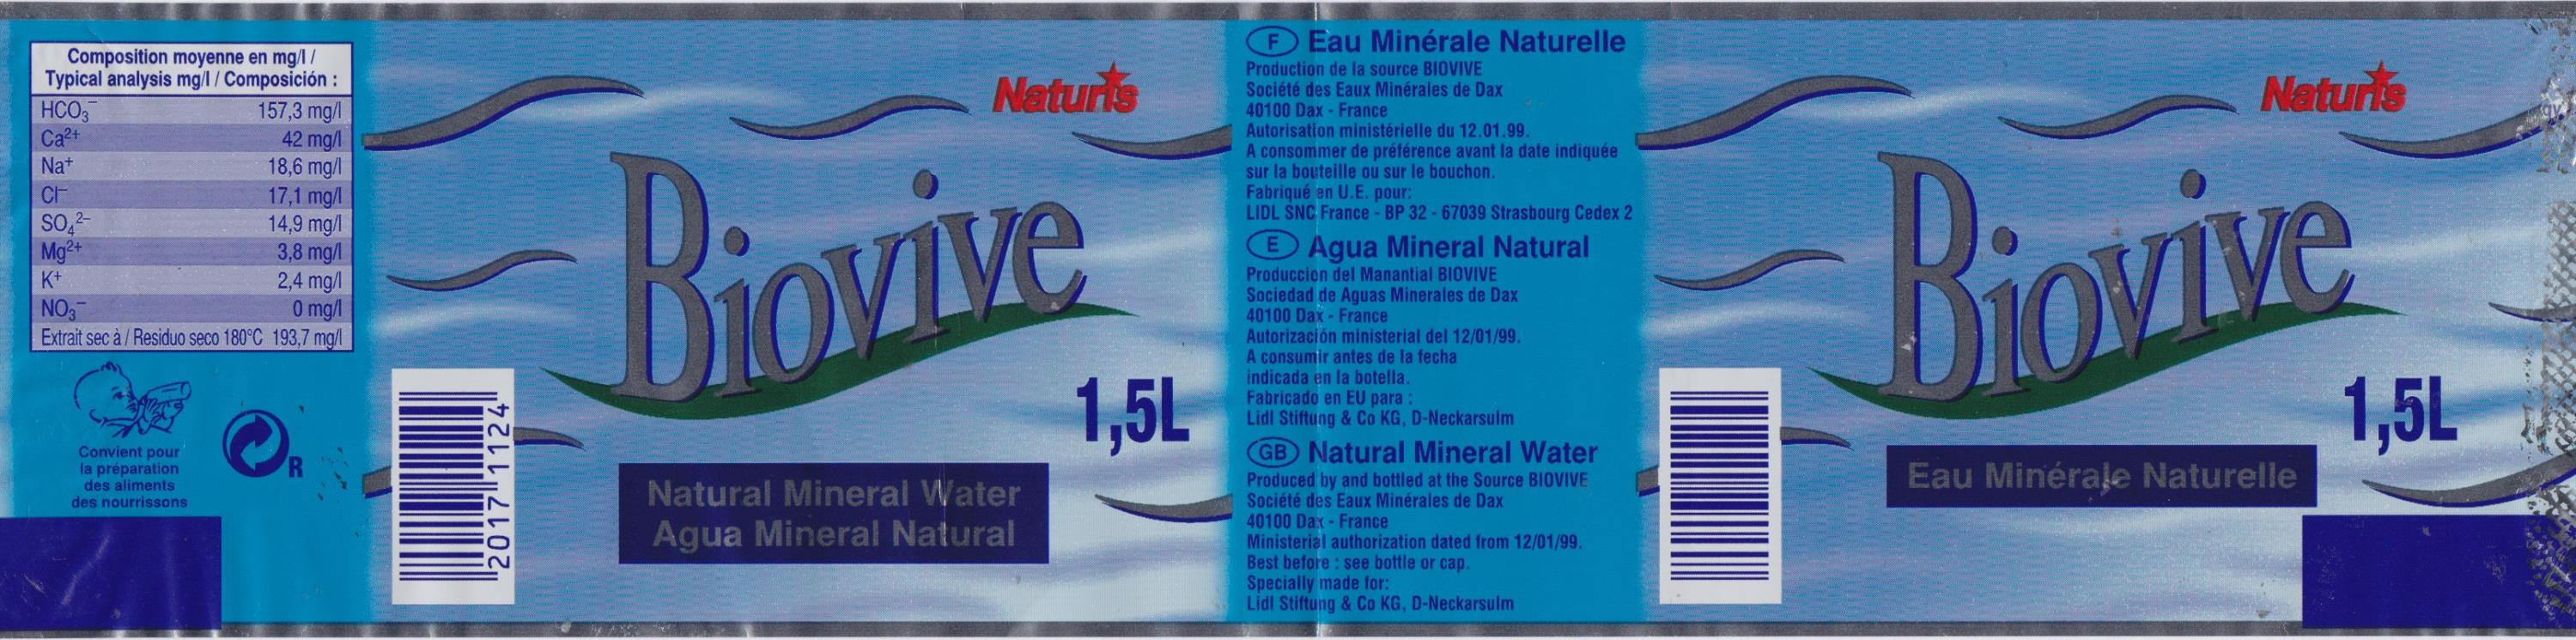 Composition moyenne en mg/l /
Typical analysis mg/l / Composición :
HCO₃⁻ 157,3 mg/l
Ca²⁺ 42 mg/l
Na⁺ 18,6 mg/l
Cl⁻ 17,1 mg/l
SO₄²⁻ 14,9 mg/l
Mg²⁺ 3,8 mg/l
K⁺ 2,4 mg/l
NO₃⁻ 0 mg/l
Extrait sec à / Residuo seco 180°C 193,7 mg/l
Convient pour
la préparation
des aliments
des nourrissons
R
20171124
Naturis
Biovive
1,5L
Natural Mineral Water
Agua Mineral Natural
F Eau Minérale Naturelle
Production de la source BIOVIVE
Société des Eaux Minérales de Dax
40100 Dax - France
Autorisation ministérielle du 12.01.99.
A consommer de préférence avant la date indiquée
sur la bouteille ou sur le bouchon.
Fabriqué en U.E. pour:
LIDL SNC France - BP 32 - 67039 Strasbourg Cedex 2
E Agua Mineral Natural
Produccion del Manantial BIOVIVE
Sociedad de Aguas Minerales de Dax
40100 Dax - France
Autorización ministerial del 12/01/99.
A consumir antes de la fecha
indicada en la botella.
Fabricado en EU para :
Lidl Stiftung & Co KG, D-Neckarsulm
GB Natural Mineral Water
Produced by and bottled at the Source BIOVIVE
Société des Eaux Minérales de Dax
40100 Dax - France
Ministerial authorization dated from 12/01/99.
Best before : see bottle or cap.
Specially made for:
Lidl Stiftung & Co KG, D-Neckarsulm
Naturis
Biovive
1,5L
Eau Minérale Naturelle